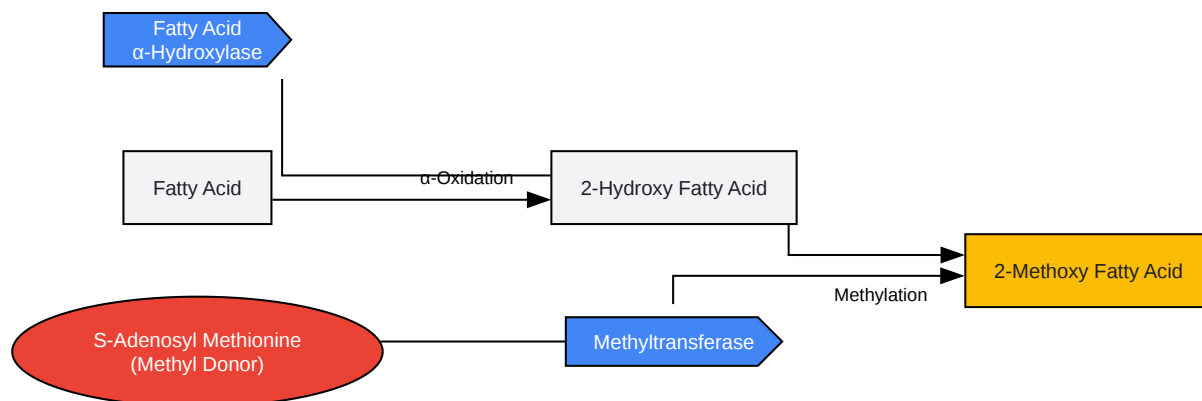 Fatty Acid
α-Hydroxylase
Fatty Acid
α-Oxidation
2-Hydroxy Fatty Acid
2-Methoxy Fatty Acid
Methylation
S-Adenosyl Methionine
(Methyl Donor)
Methyltransferase